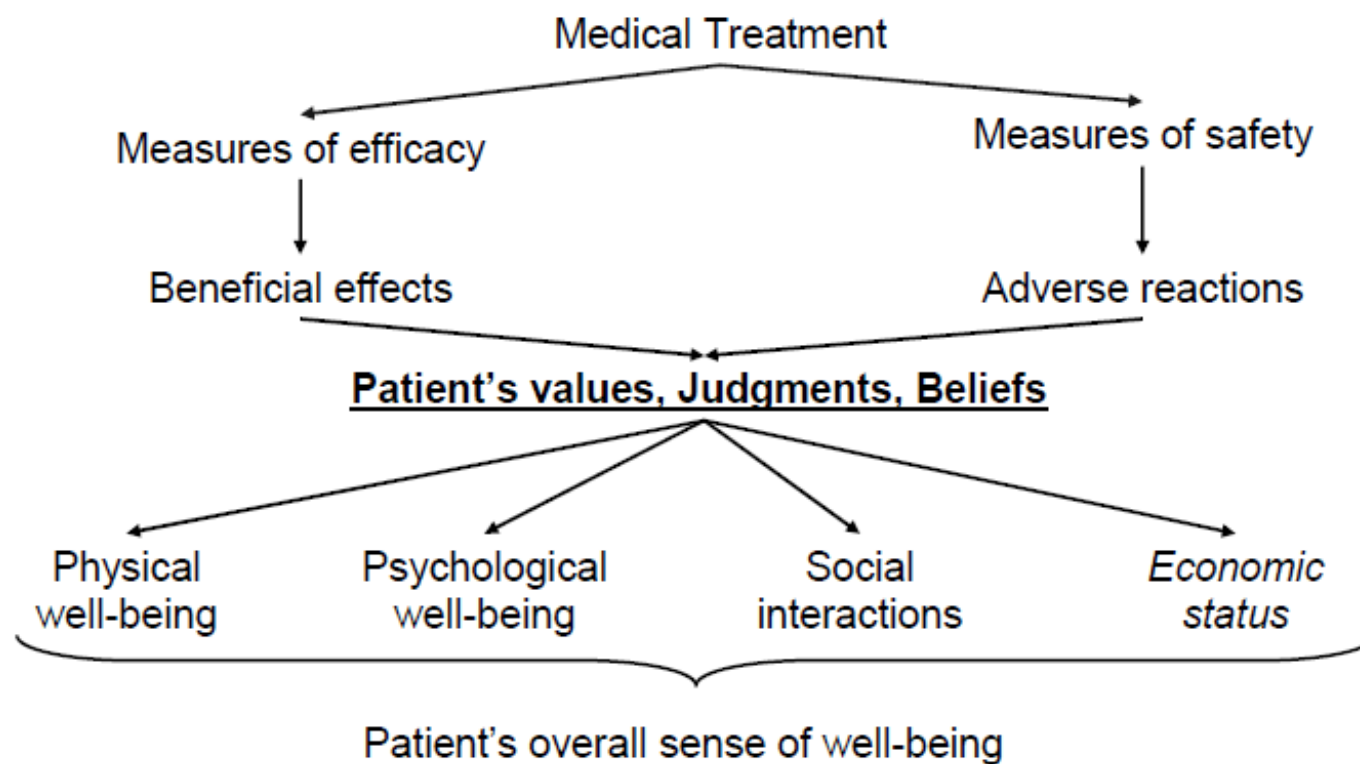 Medical Treatment
Measures of efficacy
Measures of safety
Beneficial effects
Adverse reactions
Patient's values, Judgments, Beliefs
Physical
well-being
Psychological
well-being
Social
interactions
Economic
status
Patient's overall sense of well-being